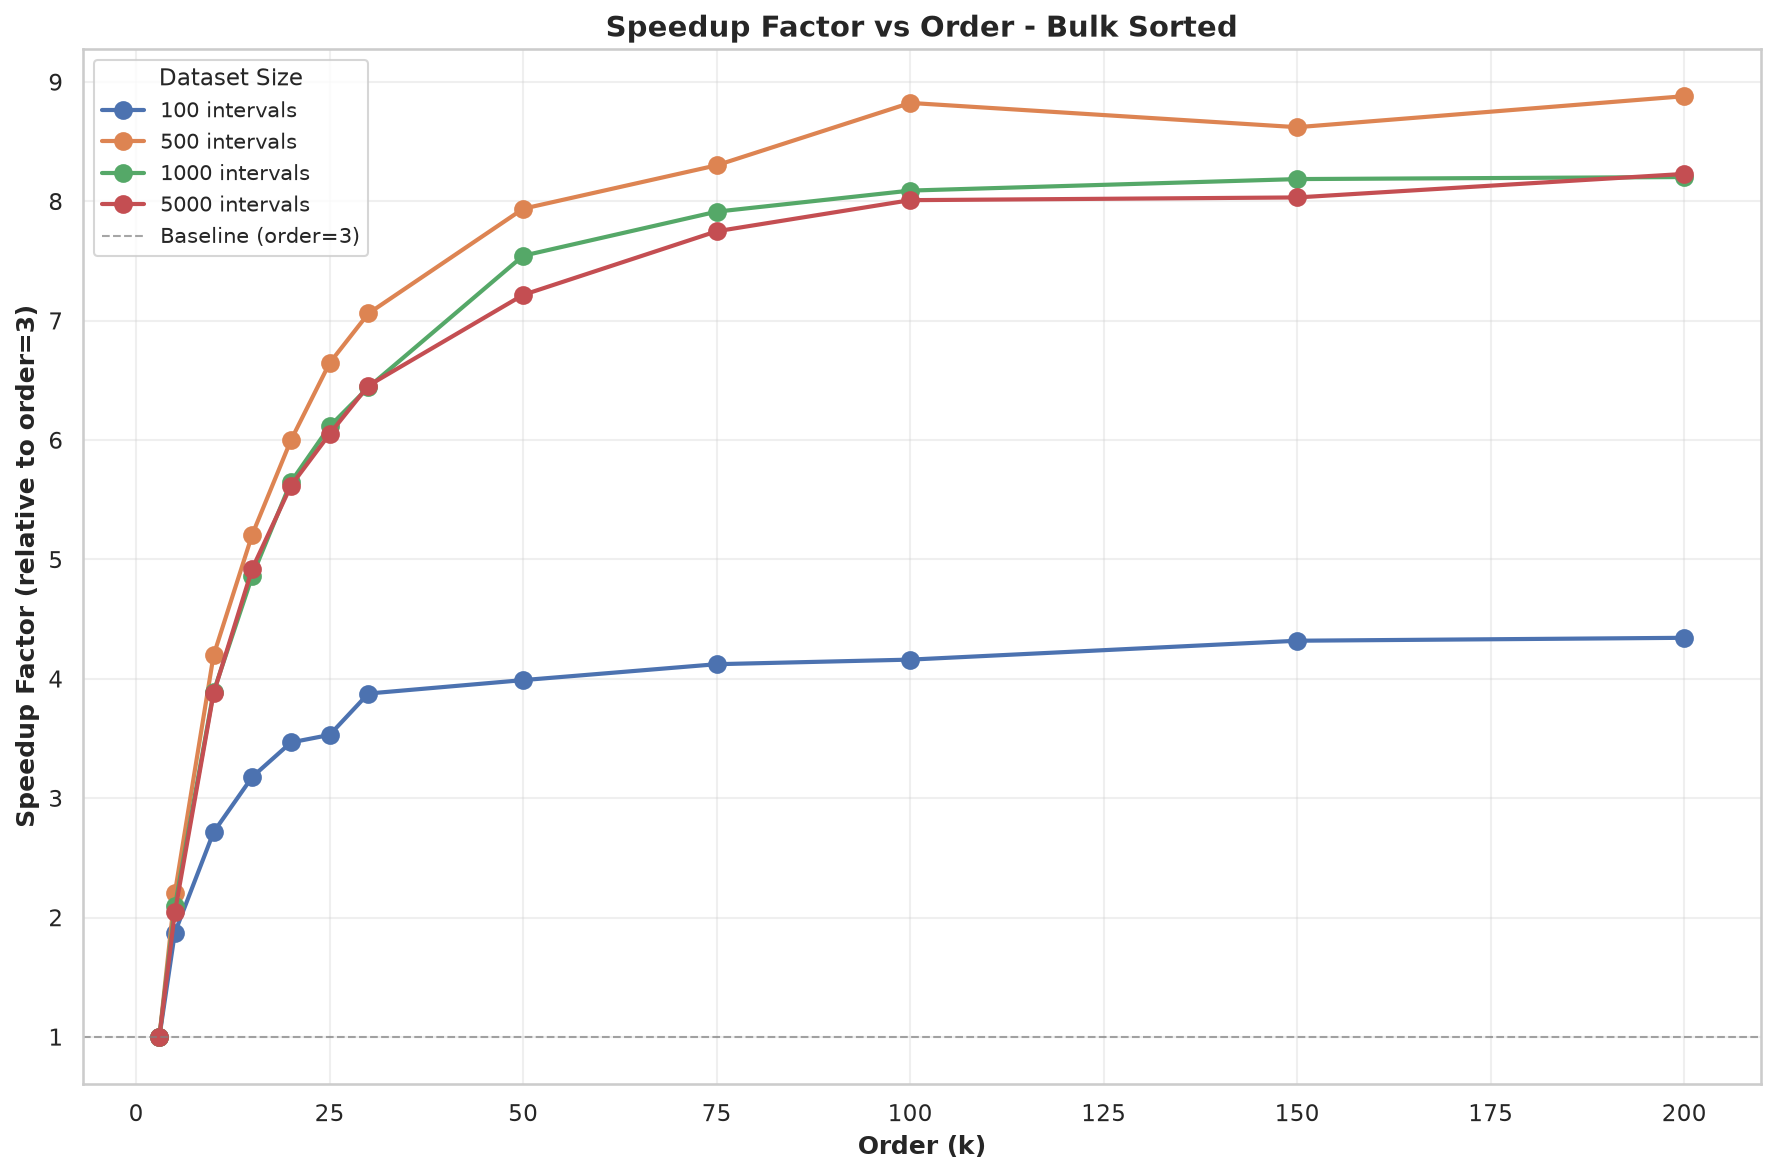 Speedup Factor vs Order - Bulk Sorted
Dataset Size
100 intervals
500 intervals
1000 intervals
5000 intervals
Baseline (order=3)
Speedup Factor (relative to order=3)
9
8
7
6
5
4
3
2
1
0 25 50 75 100 125 150 175 200
Order (k)